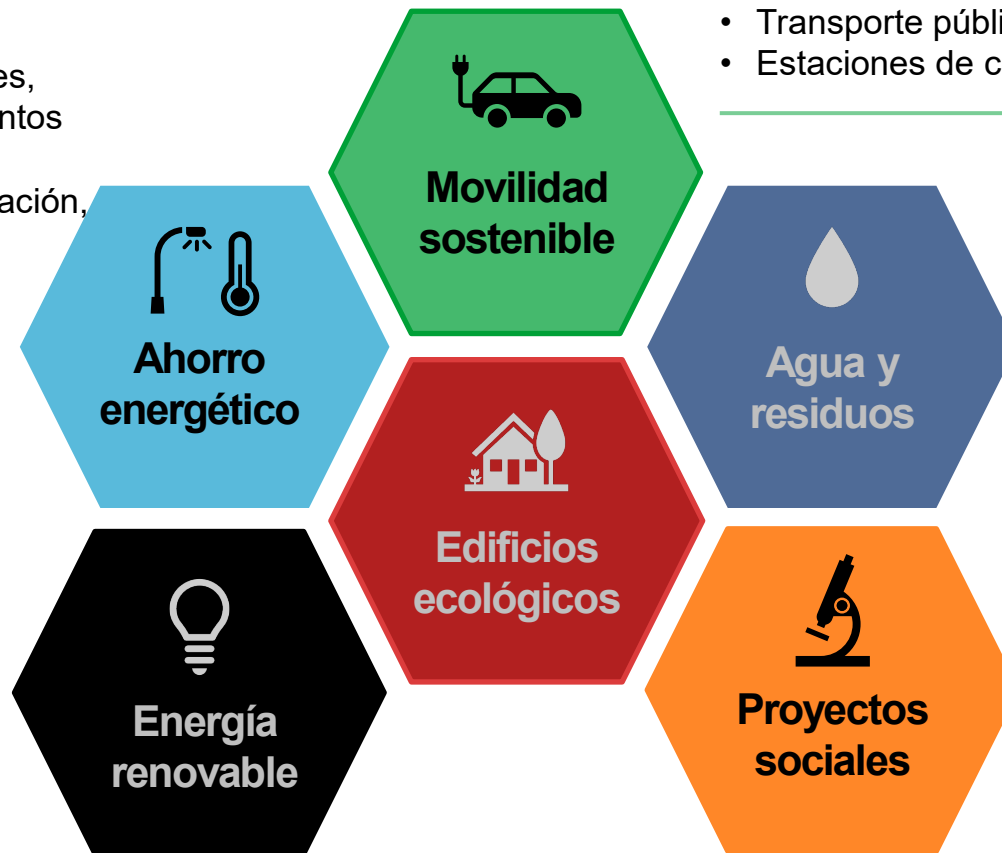 • Transporte públi
• Estaciones de c
es,
ntos
ación,
Movilidad
sostenible
Ahorro
energético
Agua y
residuos
Edificios
ecológicos
Energía
renovable
Proyectos
sociales